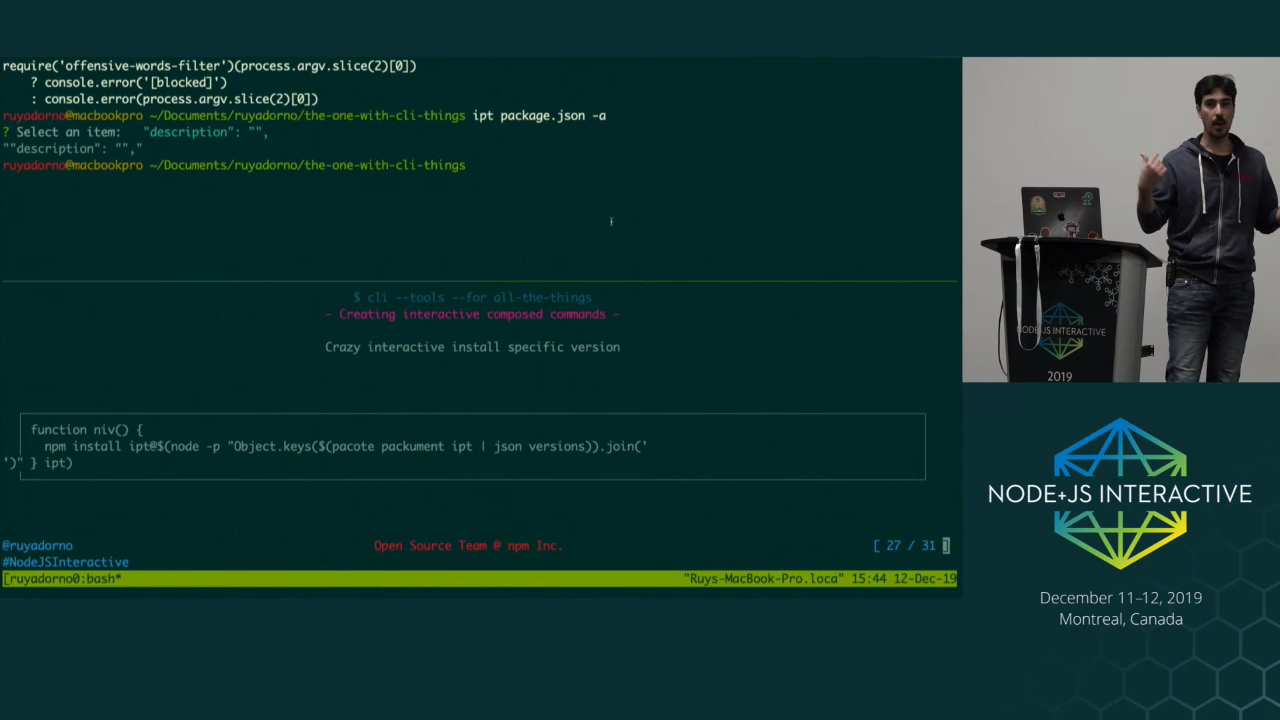 require('offensive-words-filter')(process.argv.slice(2)[0])
? console.error('[blocked]')
: console.error(process.argv.slice(2)[0])
ruyadorno@macbookpro ~/Documents/ruyadorno/the-one-with-cli-things ipt package.json -a
? Select an item: "description": "",
""description": "","
ruyadorno@macbookpro ~/Documents/ruyadorno/the-one-with-cli-things
$ cli --tools --for all-the-things
- Creating interactive composed commands -
Crazy interactive install specific version
function niv() {
npm install ipt@$(node -p "Object.keys($(pacote packument ipt | json versions)).join('
')" } ipt)
@ruyadorno
Open Source Team @ npm Inc.
[ 27 / 31 ]
#NodeJSInteractive
[ruyadorno0:bash*
"Ruys-MacBook-Pro.loca" 15:44 12-Dec-19
NODE+JS INTERACTIVE
2019
NODE+JS INTERACTIVE
December 11–12, 2019
Montreal, Canada